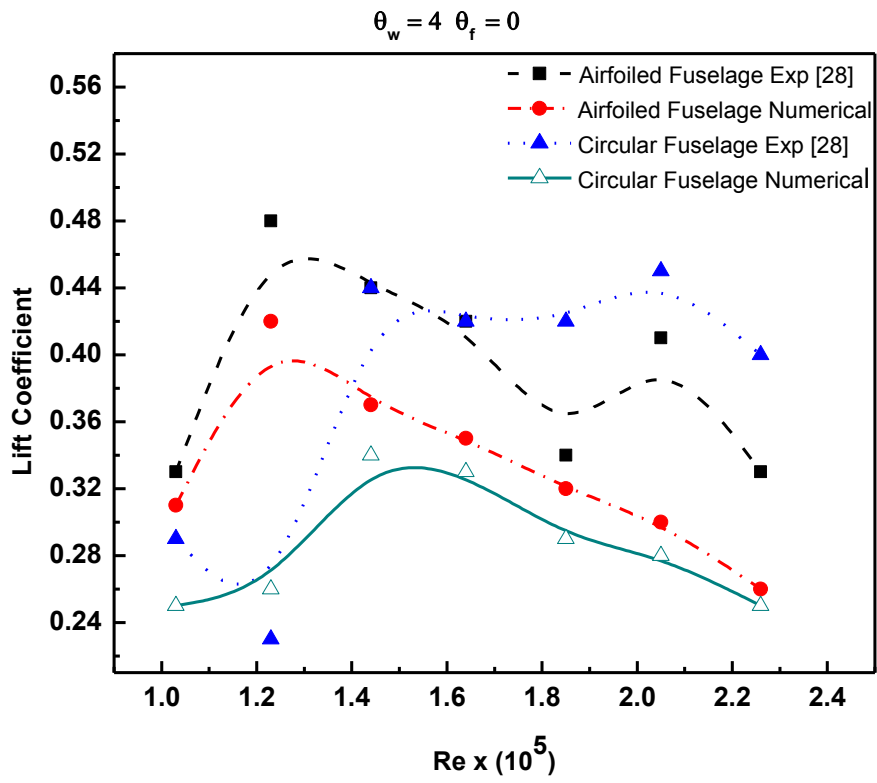 θw = 4 θf = 0
Airfoiled Fuselage Exp [28]
Airfoiled Fuselage Numerical
Circular Fuselage Exp [28]
Circular Fuselage Numerical
Lift Coefficient
0.56
0.52
0.48
0.44
0.40
0.36
0.32
0.28
0.24
1.0 1.2 1.4 1.6 1.8 2.0 2.2 2.4
Re x (10^5)